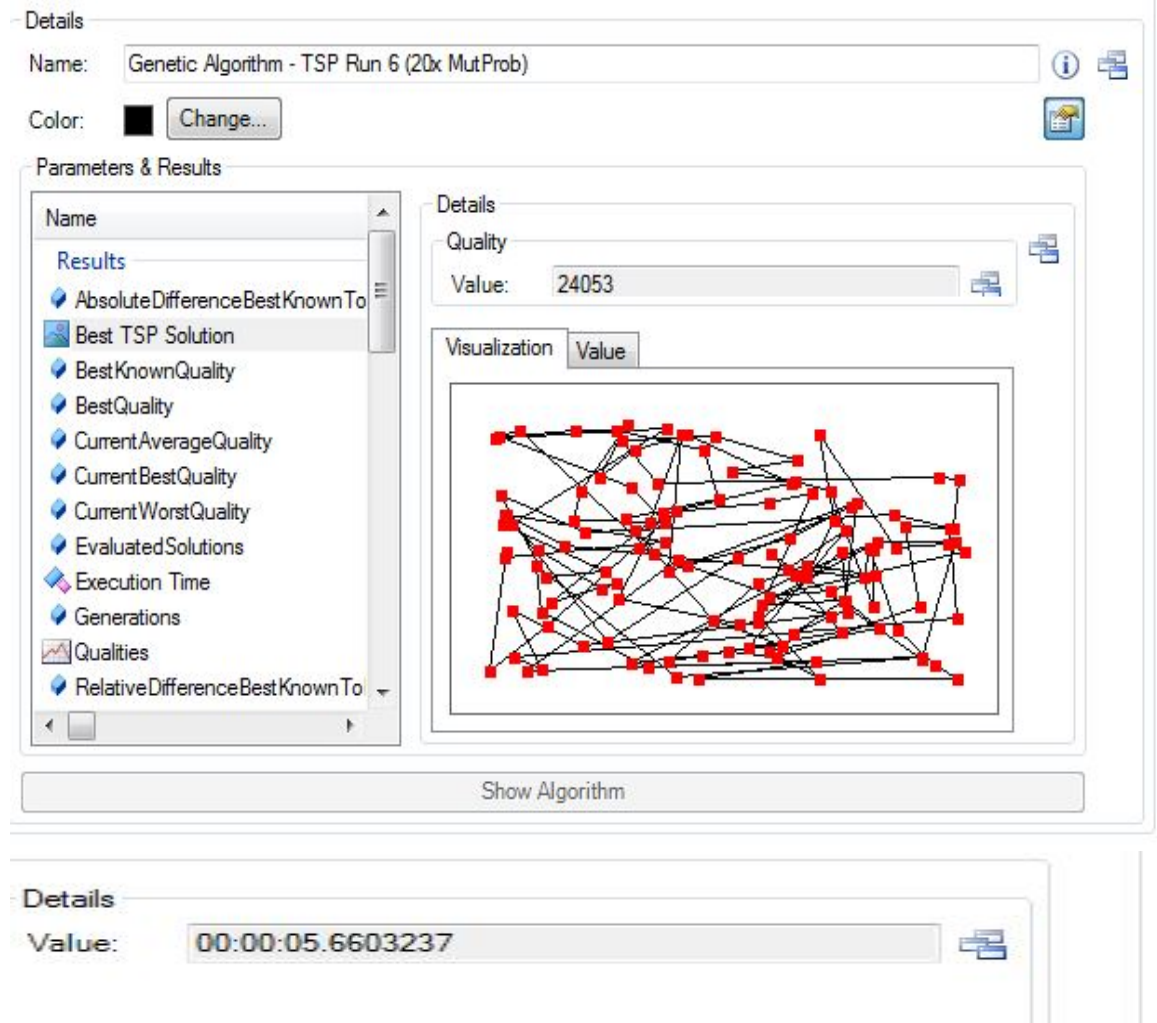 Details
Name: Genetic Algorithm - TSP Run 6 (20x MutProb)
Color: Change...
Parameters & Results
Name
Results
AbsoluteDifferenceBestKnownTo
Best TSP Solution
BestKnownQuality
BestQuality
CurrentAverageQuality
CurrentBestQuality
CurrentWorstQuality
EvaluatedSolutions
Execution Time
Generations
Qualities
RelativeDifferenceBestKnownTo
Details
Quality
Value: 24053
Visualization Value
Show Algorithm
Details
Value: 00:00:05.6603237